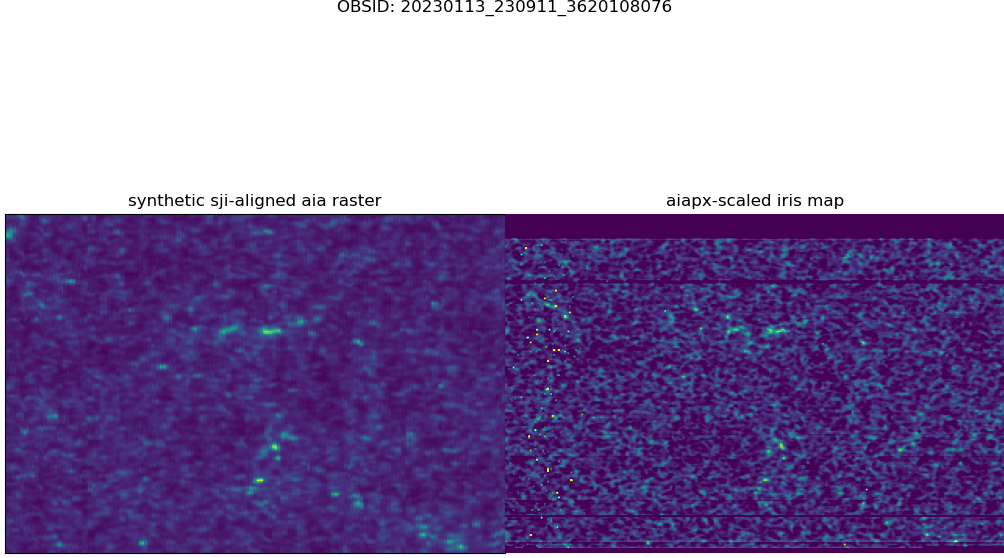 OBSID: 20230113_230911_3620108076
synthetic sji-aligned aia raster
aiapx-scaled iris map